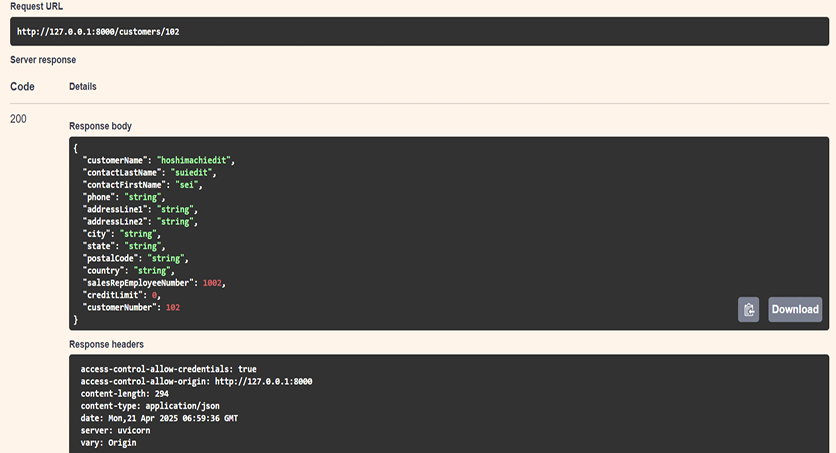 Request URL
http://127.0.0.1:8000/customers/102
Server response
Code Details
200
Response body
{
"customerName": "hoshimachiedit",
"contactLastName": "suiedit",
"contactFirstName": "sei",
"phone": "string",
"addressLine1": "string",
"addressLine2": "string",
"city": "string",
"state": "string",
"postalCode": "string",
"country": "string",
"salesRepEmployeeNumber": 1002,
"creditLimit": 0,
"customerNumber": 102
}
Download
Response headers
access-control-allow-credentials: true
access-control-allow-origin: http://127.0.0.1:8000
content-length: 294
content-type: application/json
date: Mon,21 Apr 2025 06:59:36 GMT
server: uvicorn
vary: Origin